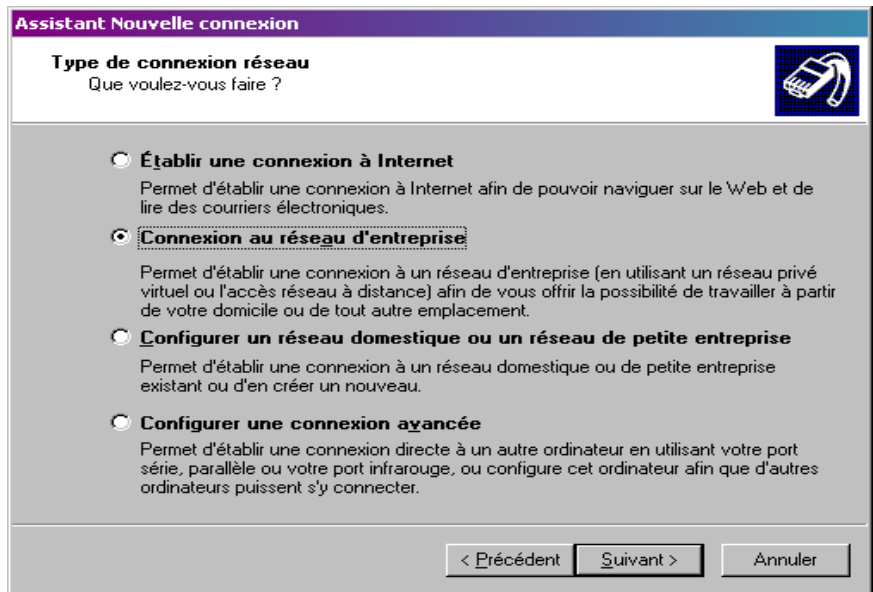 Assistant Nouvelle connexion
Type de connexion réseau
Que voulez-vous faire ?
Établir une connexion à Internet
Permet d'établir une connexion à Internet afin de pouvoir naviguer sur le Web et de
lire des courriers électroniques.
Connexion au réseau d'entreprise
Permet d'établir une connexion à un réseau d'entreprise (en utilisant un réseau privé
virtuel ou l'accès réseau à distance) afin de vous offrir la possibilité de travailler à partir
de votre domicile ou de tout autre emplacement.
Configurer un réseau domestique ou un réseau de petite entreprise
Permet d'établir une connexion à un réseau domestique ou de petite entreprise
existant ou d'en créer un nouveau.
Configurer une connexion avancée
Permet d'établir une connexion directe à un autre ordinateur en utilisant votre port
série, parallèle ou votre port infrarouge, ou configure cet ordinateur afin que d'autres
ordinateurs puissent s'y connecter.
< Précédent Suivant > Annuler